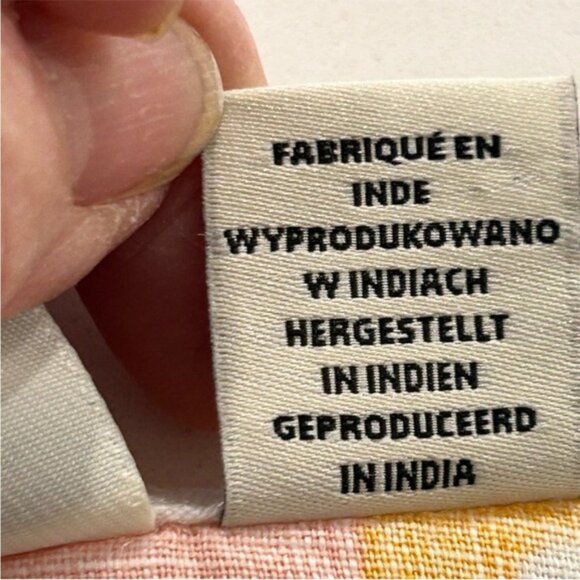 FABRIQUÉ EN
INDE
WYPRODUKOWANO
W INDIACH
HERGESTELLT
IN INDIEN
GEPRODUCEERD
IN INDIA